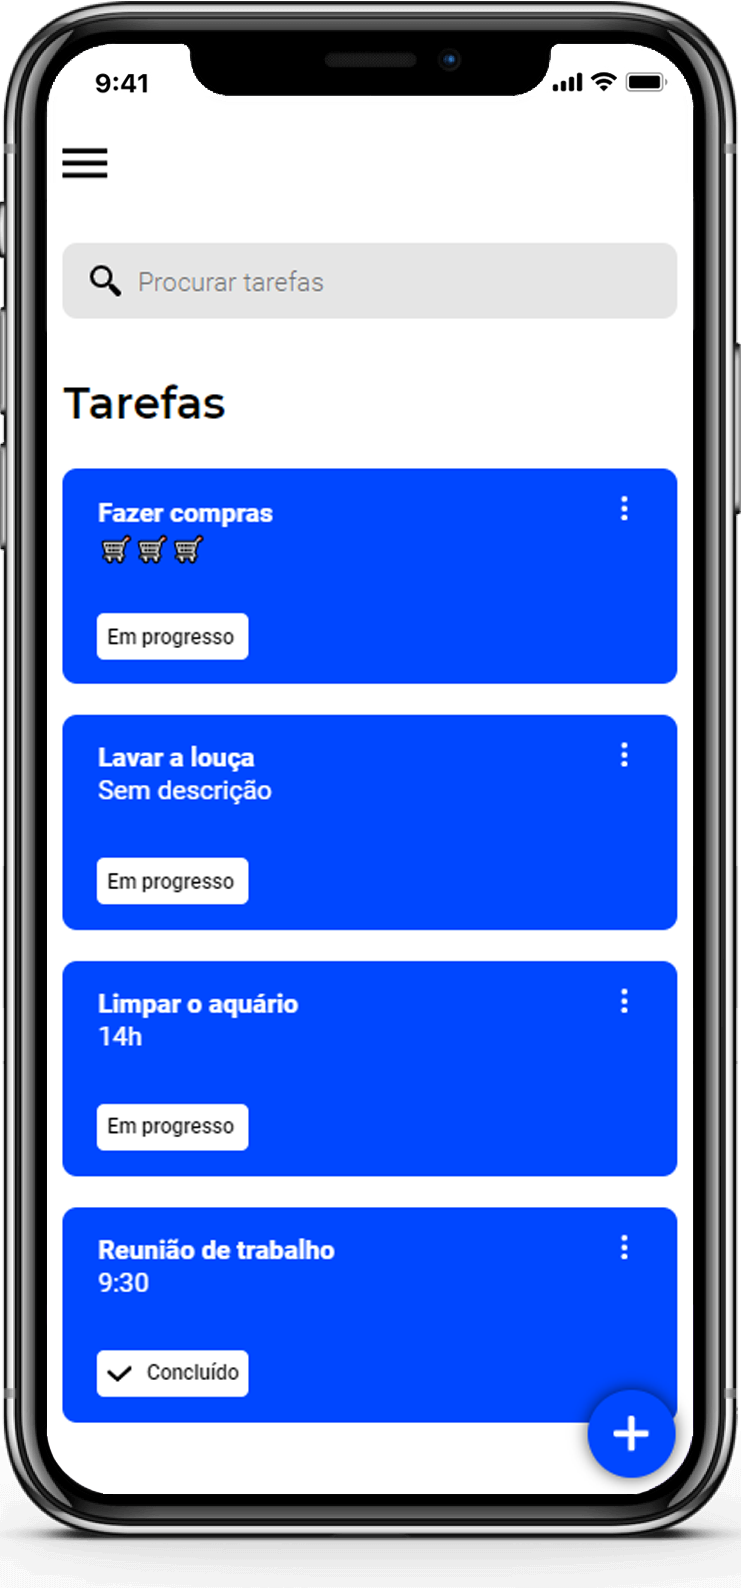 9:41
Procurar tarefas
Tarefas
Fazer compras
🛒🛒🛒
Em progresso
Lavar a louça
Sem descrição
Em progresso
Limpar o aquário
14h
Em progresso
Reunião de trabalho
9:30
Concluído